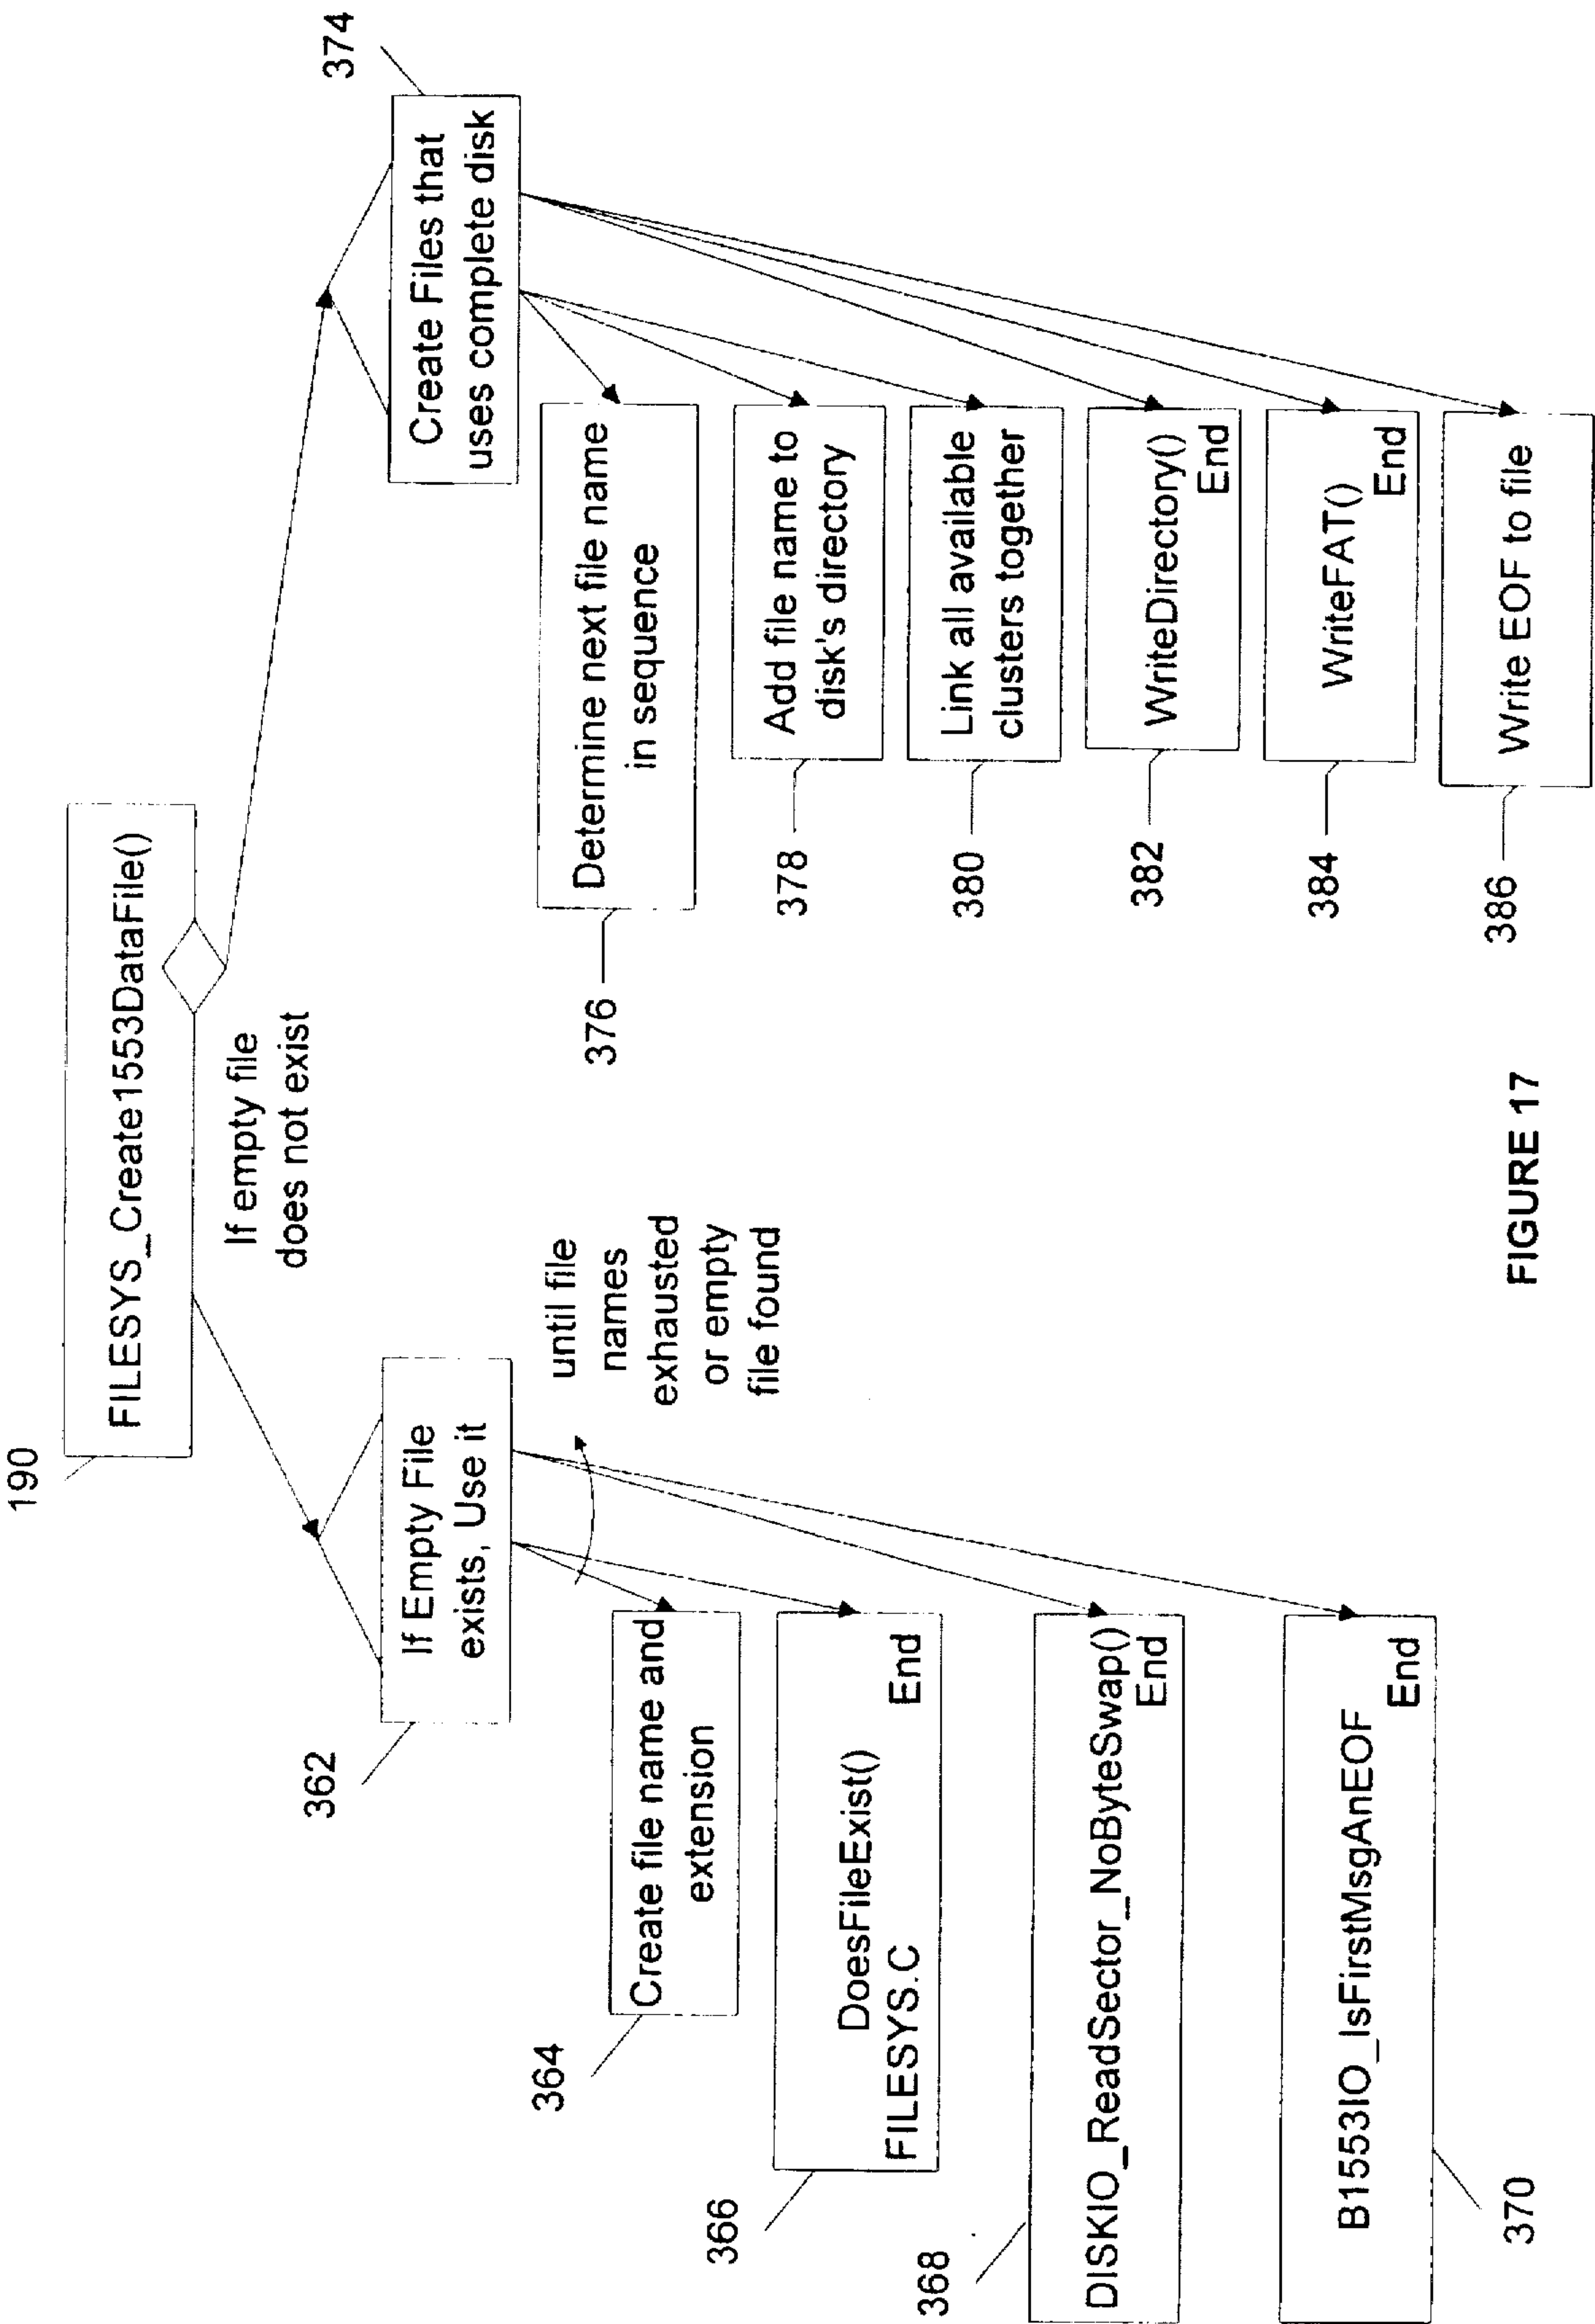 190
FILESYS_Create1553DataFile()
If empty file
does not exist
362
If Empty File
exists, Use it
until file
names
exhausted
or empty
file found
364
Create file name and
extension
366
DoesFileExist()
FILESYS.C
End
368
DISKIO_ReadSector_NoByteSwap()
End
370
B1553IO_IsFirstMsgAnEOF
End
374
Create Files that
uses complete disk
376
Determine next file name
in sequence
378
Add file name to
disk's directory
380
Link all available
clusters together
382
WriteDirectory()
End
384
WriteFAT()
End
386
Write EOF to file
FIGURE 17